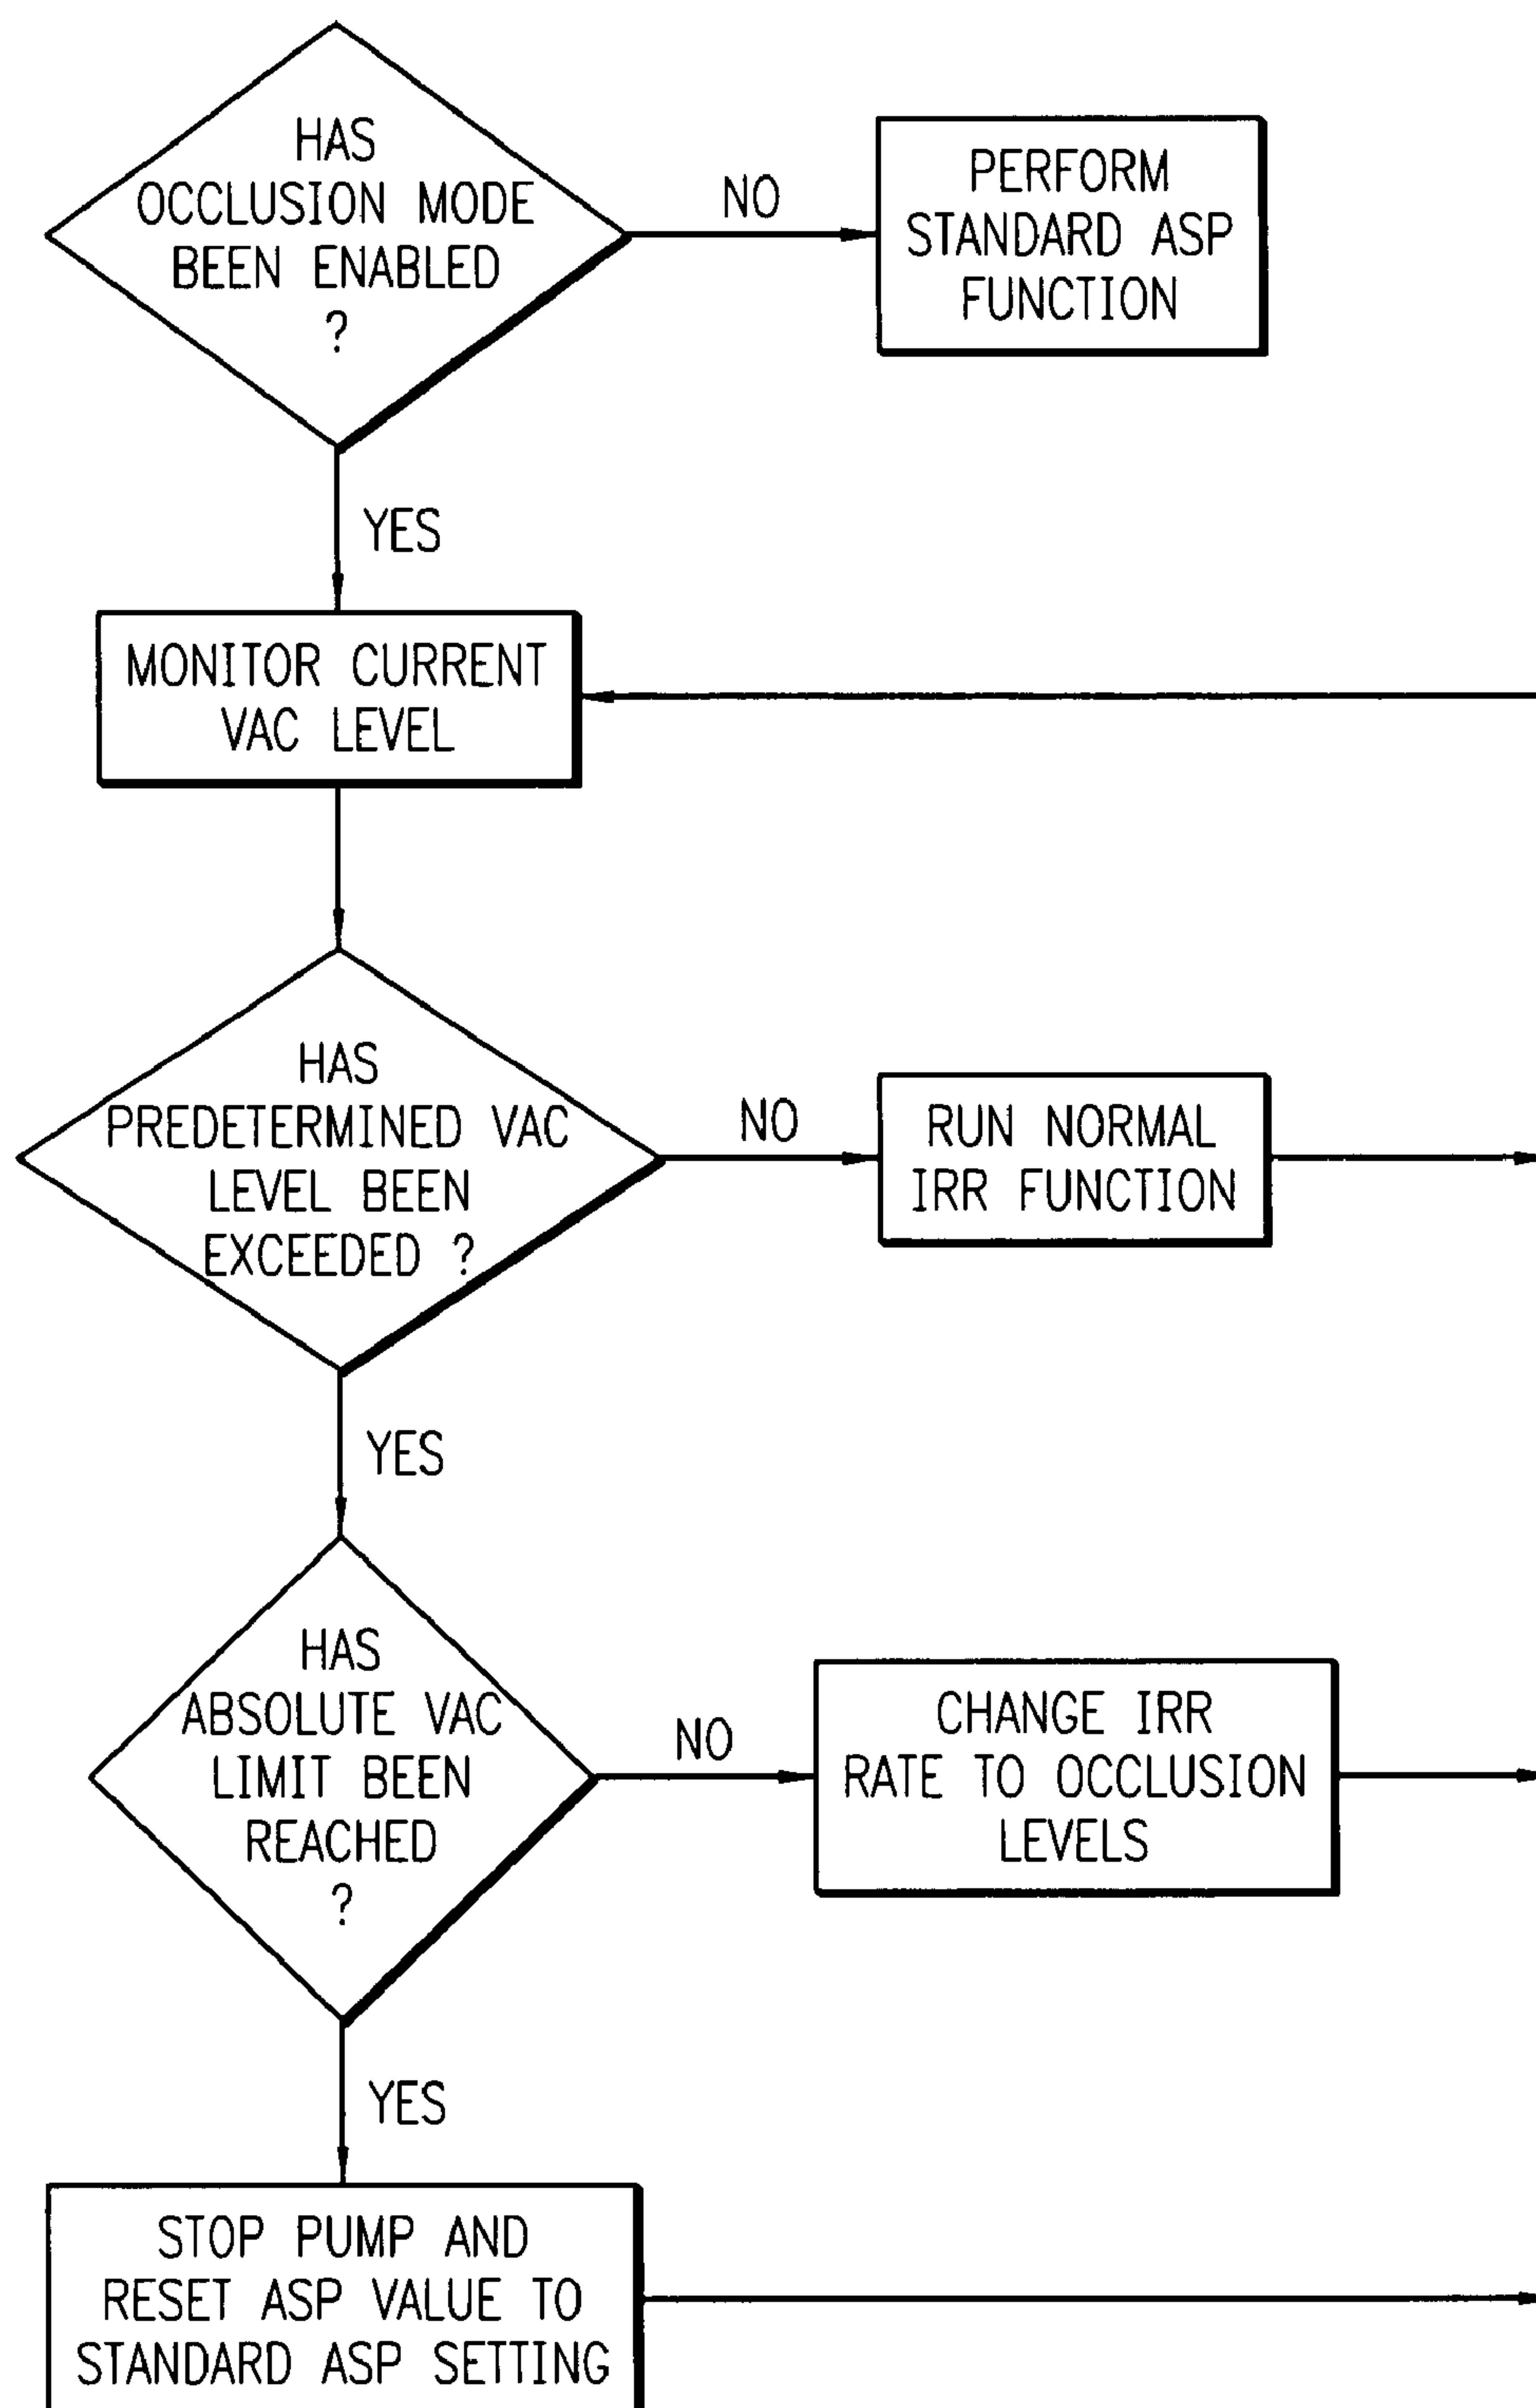 HAS
OCCLUSION MODE
BEEN ENABLED
?
NO
PERFORM
STANDARD ASP
FUNCTION
YES
MONITOR CURRENT
VAC LEVEL
HAS
PREDETERMINED VAC
LEVEL BEEN
EXCEEDED ?
NO
RUN NORMAL
IRR FUNCTION
YES
HAS
ABSOLUTE VAC
LIMIT BEEN
REACHED
?
NO
CHANGE IRR
RATE TO OCCLUSION
LEVELS
YES
STOP PUMP AND
RESET ASP VALUE TO
STANDARD ASP SETTING